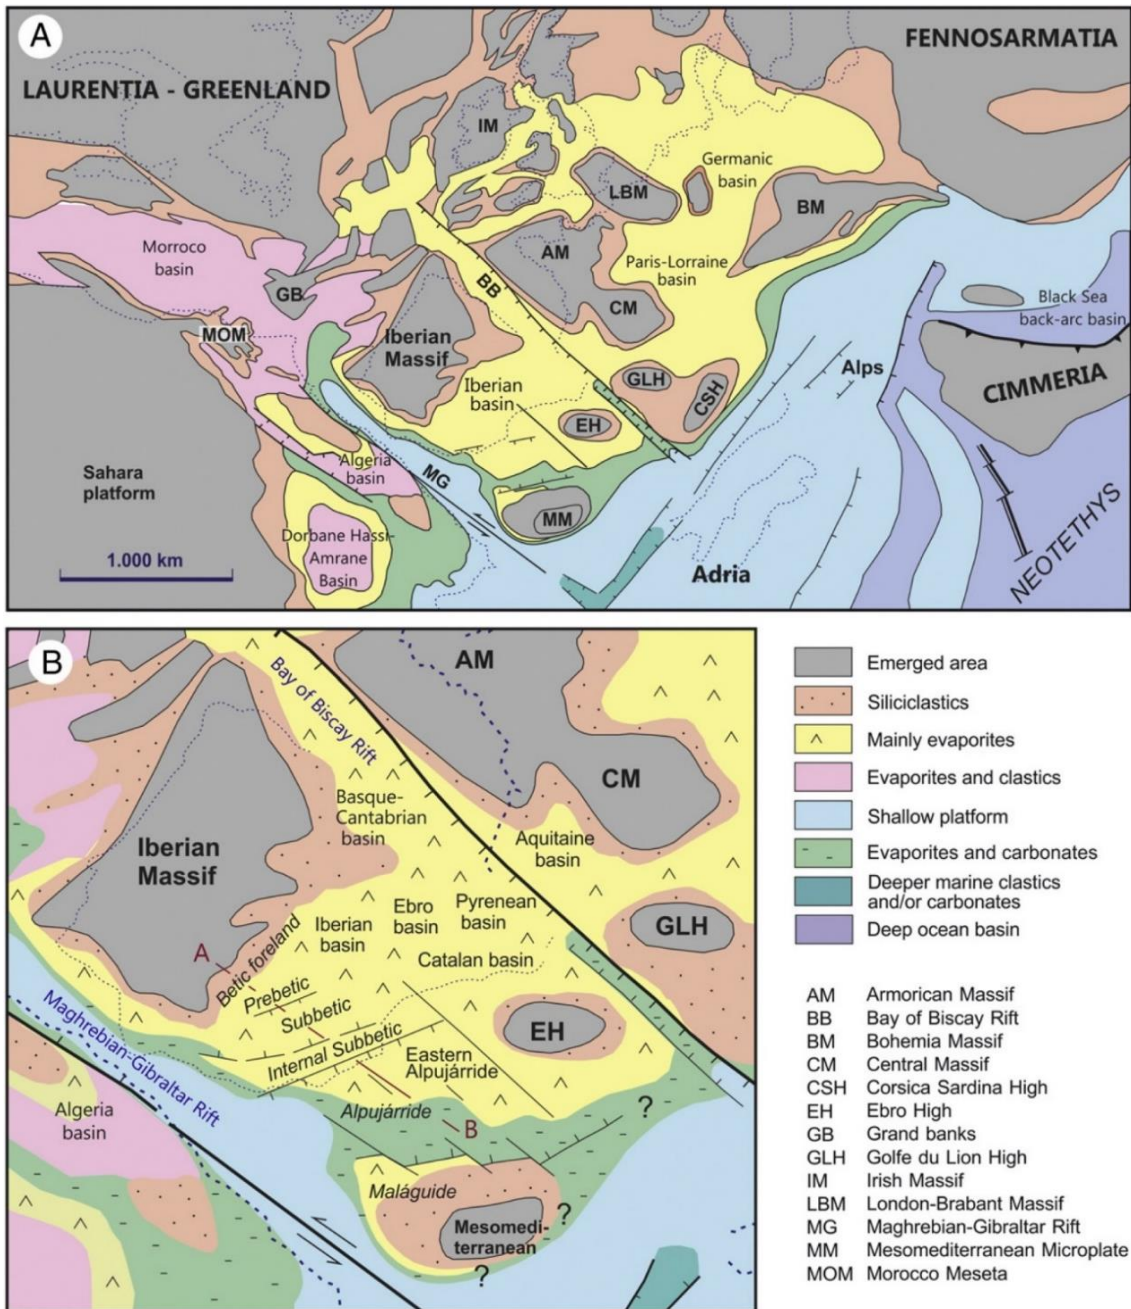 A
LAURENTIA - GREENLAND
FENNOSARMATIA
IM
LBM
Germanic
basin
BM
Morroco
basin
GB
MOM
BB
AM
Paris-Lorraine
basin
CM
Iberian
Massif
Iberian
basin
GLH
CSH
EH
Alps
Black Sea
back-arc basin
CIMMERIA
Sahara
platform
Algeria
basin
MG
MM
Dorbane Hassi-
Amrane
Basin
1.000 km
Adria
NEOTETHYS
B
Bay of Biscay Rift
AM
CM
Basque-
Cantabrian
basin
Aquitaine
basin
Iberian
Massif
GLH
Iberian
basin
Ebro
basin
Pyrenean
basin
Catalan basin
A
Betic foreland
Prebetic
Subbetic
Internal Subbetic
EH
Eastern
Alpujárride
Maghrebian-Gibraltar Rift
Algeria
basin
Alpujárride
B
?
Maláguide
Mesomedi-
terranean
?
?
Emerged area
Siliciclastics
Mainly evaporites
Evaporites and clastics
Shallow platform
Evaporites and carbonates
Deeper marine clastics
and/or carbonates
Deep ocean basin
AM Armorican Massif
BB Bay of Biscay Rift
BM Bohemia Massif
CM Central Massif
CSH Corsica Sardina High
EH Ebro High
GB Grand banks
GLH Golfe du Lion High
IM Irish Massif
LBM London-Brabant Massif
MG Maghrebian-Gibraltar Rift
MM Mesomediterranean Microplate
MOM Morocco Meseta